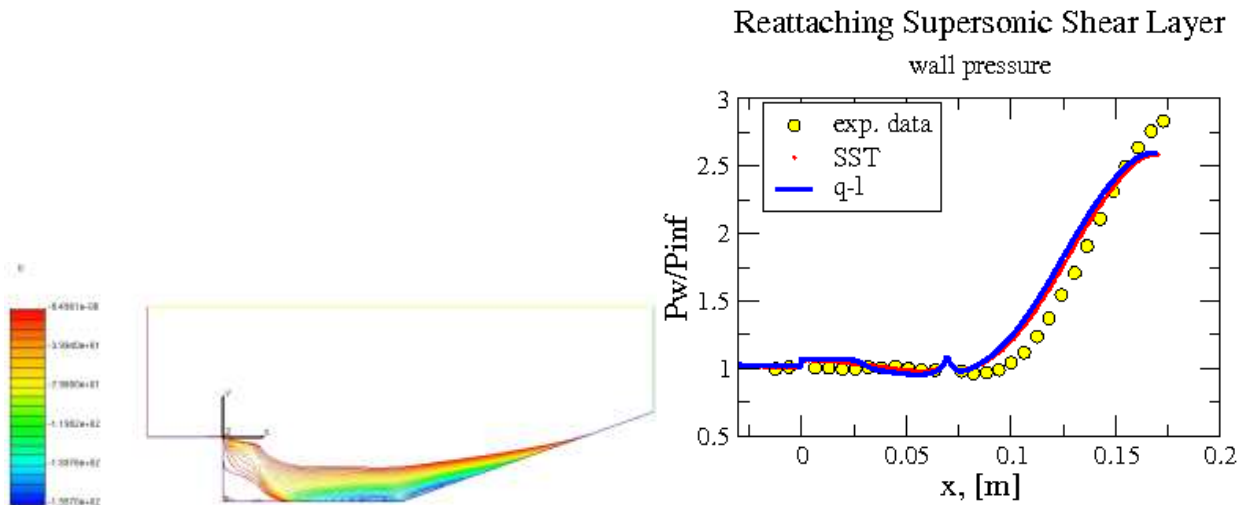 Reattaching Supersonic Shear Layer
wall pressure
exp. data
SST
q-l
Pw/Pinf
3
2.5
2
1.5
1
0.5
0
0.05
0.1
0.15
0.2
x, [m]